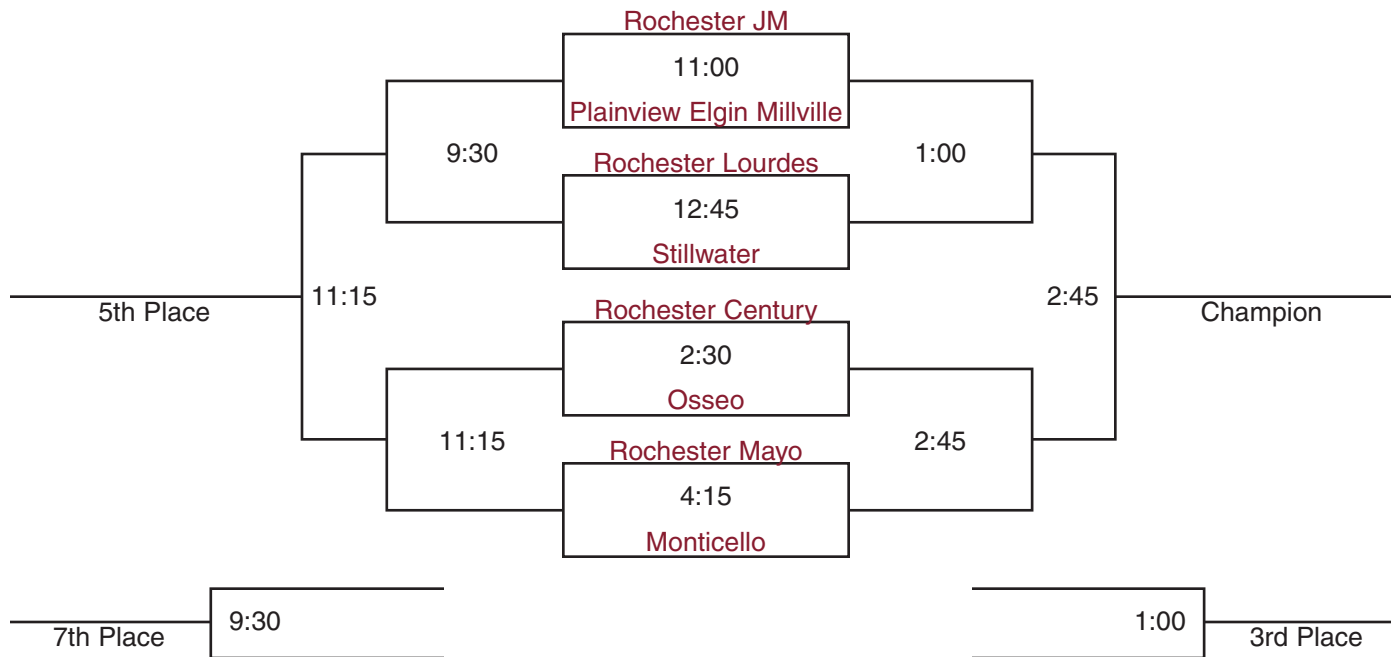 Rochester JM
11:00
Plainview Elgin Millville
9:30
Rochester Lourdes
1:00
12:45
Stillwater
11:15
2:45
5th Place
Champion
Rochester Century
2:30
Osseo
11:15
Rochester Mayo
2:45
4:15
Monticello
9:30
1:00
7th Place
3rd Place